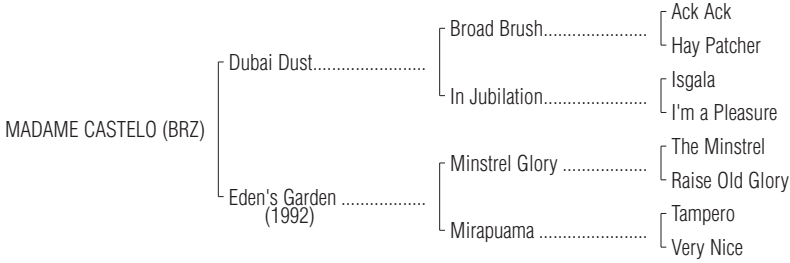 Ack Ack
Broad Brush.....................
Hay Patcher
Dubai Dust.......................
Isgala
In Jubilation.....................
I'm a Pleasure
MADAME CASTELO (BRZ)
The Minstrel
Minstrel Glory .................
Raise Old Glory
Eden's Garden .................
(1992)
Tampero
Mirapuama ......................
Very Nice